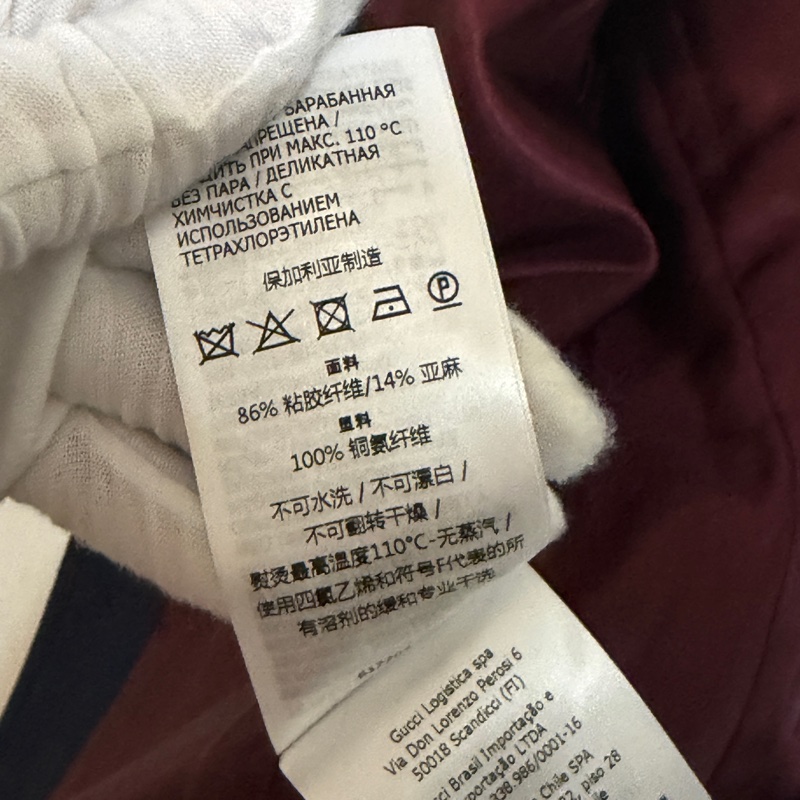 БАРАБАННАЯ
ЗАПРЕЩЕНА /
ПРИ МАКС. 110 °C
БЕЗ ПАРА / ДЕЛИКАТНАЯ
ХИМЧИСТКА С
ИСПОЛЬЗОВАНИЕМ
ТЕТРАХЛОРЭТИЛЕНА
保加利亚制造
P
面料
86% 粘胶纤维/14% 亚麻
里料
100% 铜氨纤维
不可水洗 / 不可漂白 /
不可翻转干燥 /
熨烫最高温度110°C-无蒸汽 /
使用四氯乙烯和符号F代表的所
有溶剂的缓和专业干洗
Gucci Logistica spa
Via Don Lorenzo Perosi 6
50018 Scandicci (FI)
Gucci Brasil Importação e
Exportação LTDA
338 986/0001-16
Chile SPA
piso 28